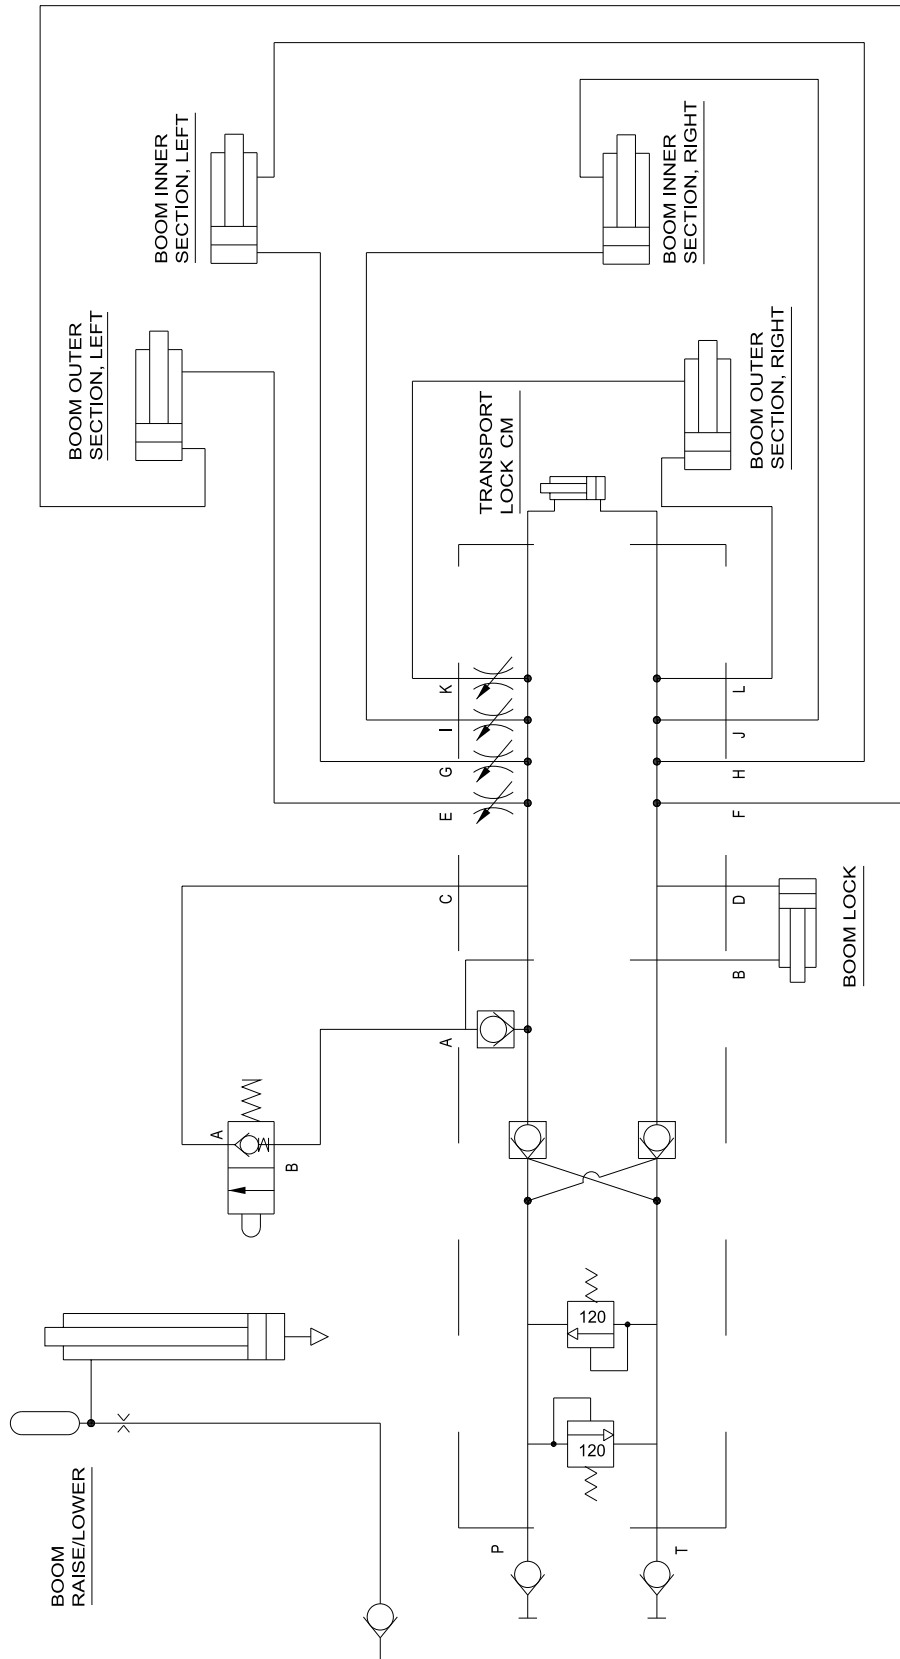 BOOM INNER
SECTION, LEFT
BOOM INNER
SECTION, RIGHT
BOOM OUTER
SECTION, LEFT
BOOM OUTER
SECTION, RIGHT
TRANSPORT
LOCK CM
K
I
G
E
L
J
H
F
C
D
B
A
BOOM LOCK
A
B
120
120
BOOM
RAISE/LOWER
P
T